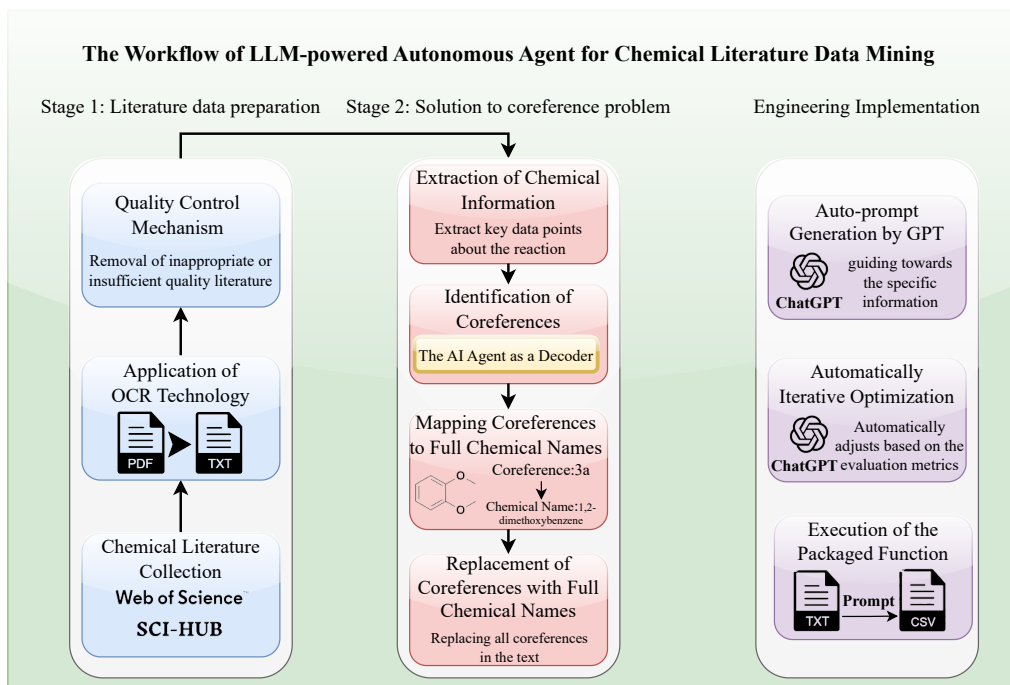 The Workflow of LLM-powered Autonomous Agent for Chemical Literature Data Mining
Stage 1: Literature data preparation
Quality Control
Mechanism
Removal of inappropriate or
insufficient quality literature
Application of
OCR Technology
PDF
TXT
Chemical Literature
Collection
Web of Science™
SCI-HUB
Stage 2: Solution to coreference problem
Extraction of Chemical
Information
Extract key data points
about the reaction
Identification of
Coreferences
The AI Agent as a Decoder
Mapping Coreferences
to Full Chemical Names
O
O
Coreference:3a
Chemical Name:1,2-
dimethoxybenzene
Replacement of
Coreferences with Full
Chemical Names
Replacing all coreferences
in the text
Engineering Implementation
Auto-prompt
Generation by GPT
ChatGPT
guiding towards
the specific
information
Automatically
Iterative Optimization
ChatGPT
Automatically
adjusts based on the
evaluation metrics
Execution of the
Packaged Function
TXT
Prompt
CSV